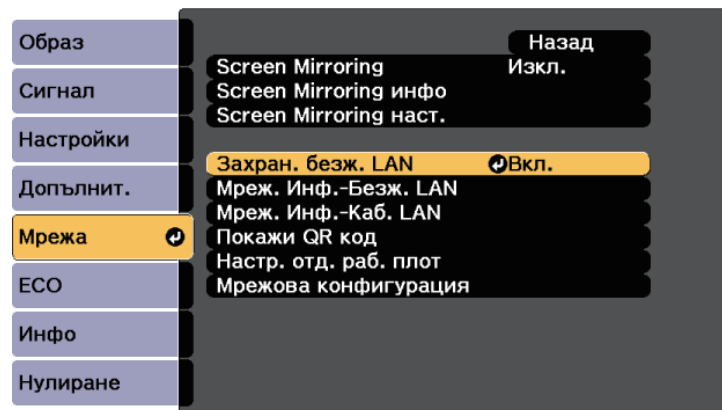 Образ
Сигнал
Настройки
Допълнит.
Мрежа
ECO
Инфо
Нулиране
Назад
Screen Mirroring Изкл.
Screen Mirroring инфо
Screen Mirroring наст.
Захран. безж. LAN Вкл.
Мреж. Инф.-Безж. LAN
Мреж. Инф.-Каб. LAN
Покажи QR код
Настр. отд. раб. плот
Мрежова конфигурация